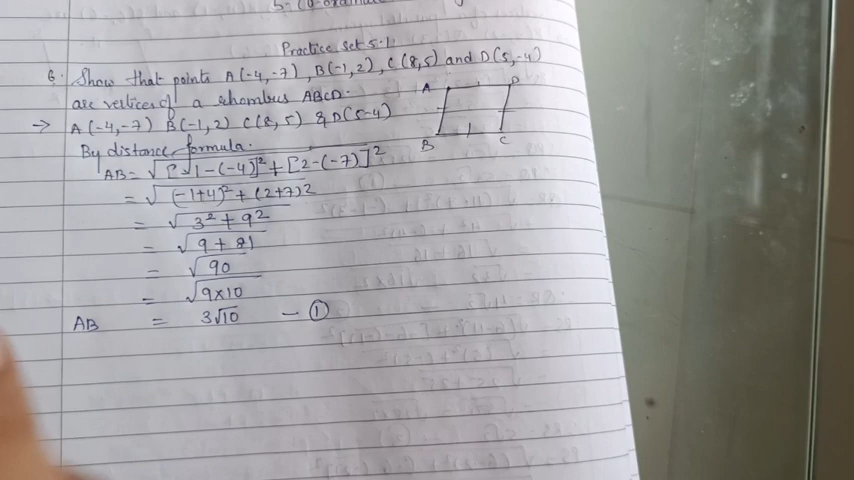 Practice set 5.1
6. Show that points A(-4,-7), B(-1,2), C(8,5) and D(5,-4)
are vertices of a rhombus ABCD.
→ A(-4,-7) B(-1,2) C(8,5) & D(5-4)
A D
B C
By distance formula.
AB = √[-1-(-4)]² + [2-(-7)]²
= √(-1+4)² + (2+7)2
= √3² + 9²
= √9 + 81
= √90
= √9×10
AB = 3√10 — ①